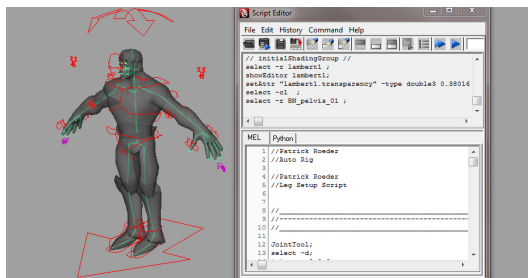 Script Editor
File Edit History Command Help
// initialShadingGroup //
select -r lambert1 ;
showEditor lambert1;
setAttr "lambert1.transparency" -type double3 0.38016
select -cl ;
select -r BN_pelvis_01 ;
MEL Python
1 //Patrick Roeder
2 //Auto Rig
3
4 //Patrick Roeder
5 //Leg Setup Script
6
7
8 //
9 //
10 //
11
12 JointTool;
13 select -d;